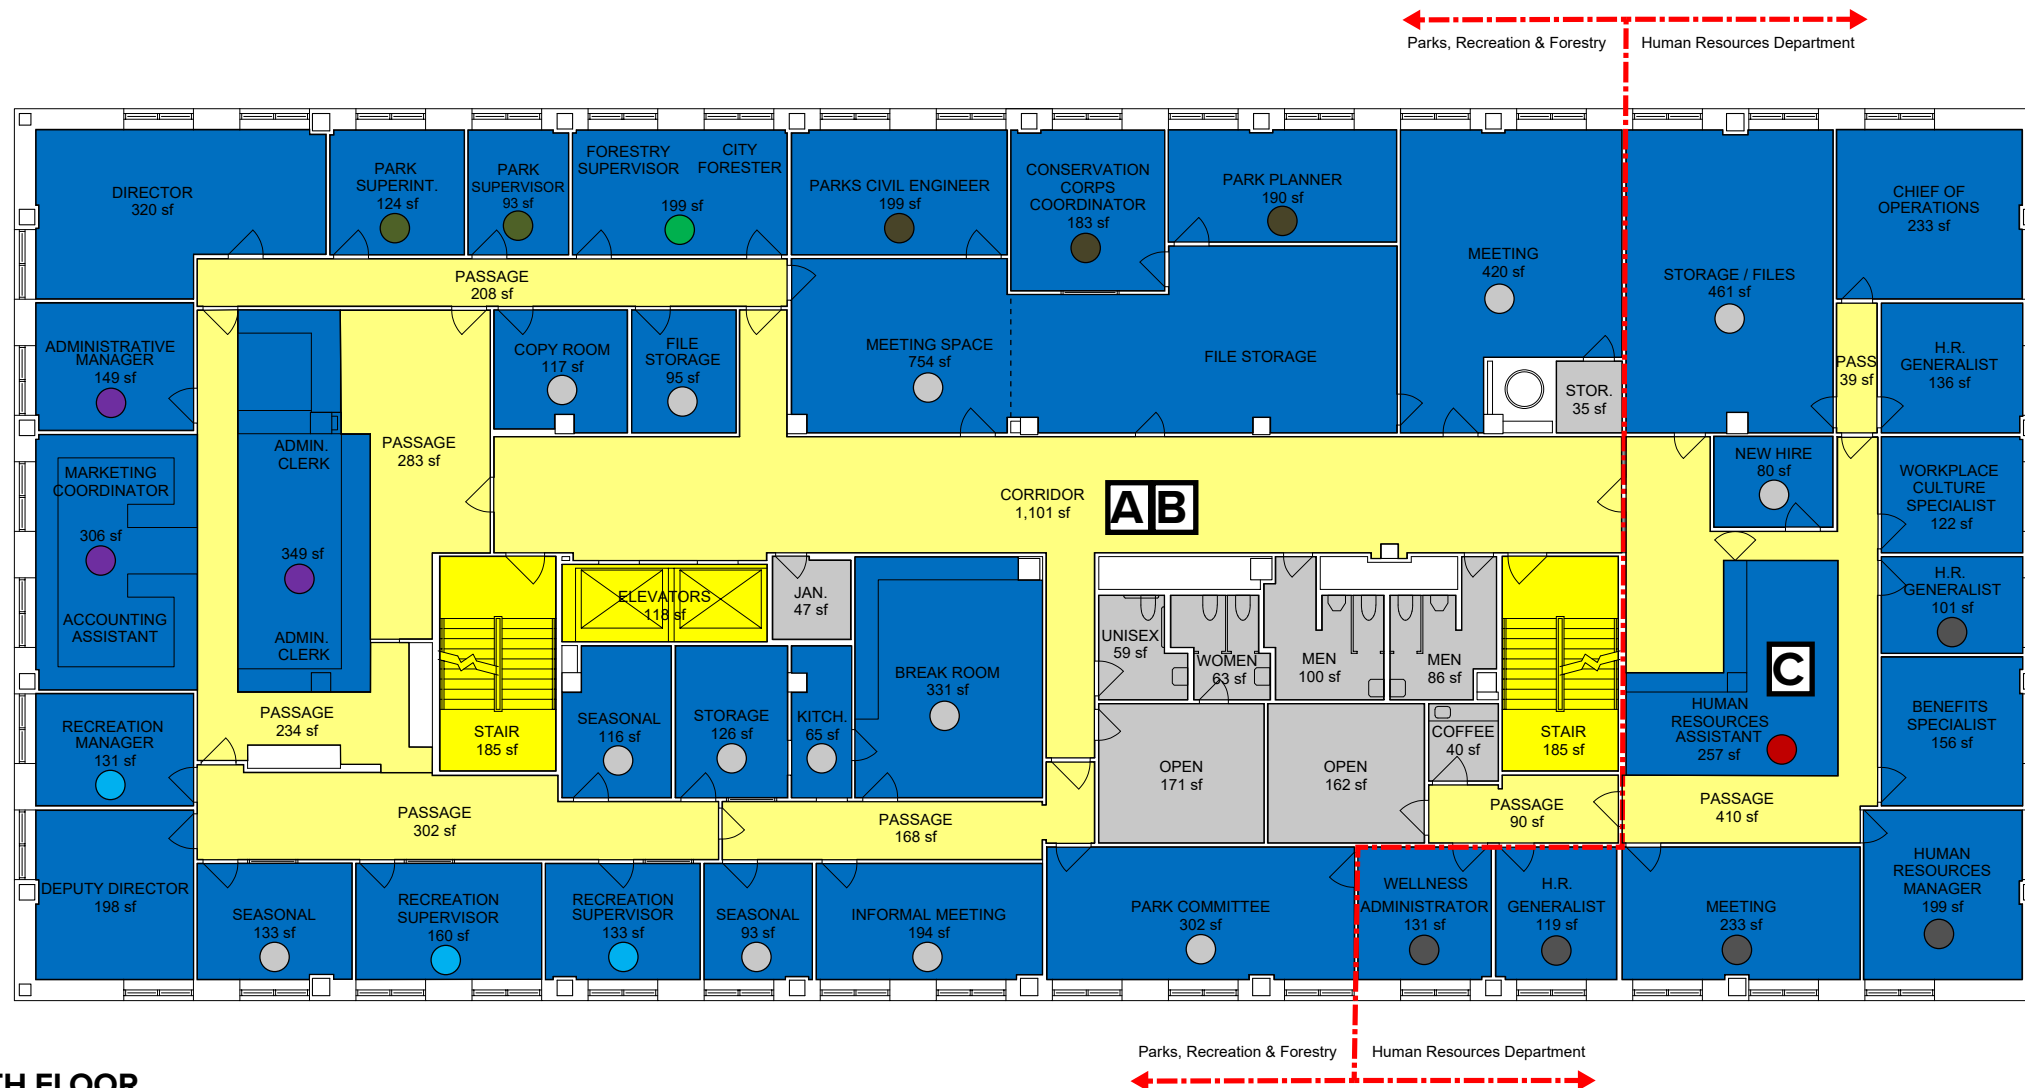 Parks, Recreation & Forestry
Human Resources Department
DIRECTOR
320 sf
PARK
SUPERINT.
124 sf
PARK
SUPERVISOR
93 sf
FORESTRY
SUPERVISOR
CITY
FORESTER
199 sf
PARKS CIVIL ENGINEER
199 sf
CONSERVATION
CORPS
COORDINATOR
183 sf
PARK PLANNER
190 sf
MEETING
420 sf
STORAGE / FILES
461 sf
CHIEF OF
OPERATIONS
233 sf
PASSAGE
208 sf
ADMINISTRATIVE
MANAGER
149 sf
COPY ROOM
117 sf
FILE
STORAGE
95 sf
MEETING SPACE
754 sf
FILE STORAGE
STOR.
35 sf
PASS
39 sf
H.R.
GENERALIST
136 sf
MARKETING
COORDINATOR
306 sf
ACCOUNTING
ASSISTANT
ADMIN.
CLERK
349 sf
ADMIN.
CLERK
PASSAGE
283 sf
CORRIDOR
1,101 sf
A
B
NEW HIRE
80 sf
WORKPLACE
CULTURE
SPECIALIST
122 sf
ELEVATORS
118 sf
JAN.
47 sf
BREAK ROOM
331 sf
UNISEX
59 sf
WOMEN
63 sf
MEN
100 sf
MEN
86 sf
H.R.
GENERALIST
101 sf
C
RECREATION
MANAGER
131 sf
PASSAGE
234 sf
STAIR
185 sf
SEASONAL
116 sf
STORAGE
126 sf
KITCH.
65 sf
OPEN
171 sf
OPEN
162 sf
COFFEE
40 sf
STAIR
185 sf
HUMAN
RESOURCES
ASSISTANT
257 sf
BENEFITS
SPECIALIST
156 sf
PASSAGE
302 sf
PASSAGE
168 sf
PASSAGE
90 sf
PASSAGE
410 sf
DEPUTY DIRECTOR
198 sf
SEASONAL
133 sf
RECREATION
SUPERVISOR
160 sf
RECREATION
SUPERVISOR
133 sf
SEASONAL
93 sf
INFORMAL MEETING
194 sf
PARK COMMITTEE
302 sf
WELLNESS
ADMINISTRATOR
131 sf
H.R.
GENERALIST
119 sf
MEETING
233 sf
HUMAN
RESOURCES
MANAGER
199 sf
Parks, Recreation & Forestry
Human Resources Department
TH FLOOR